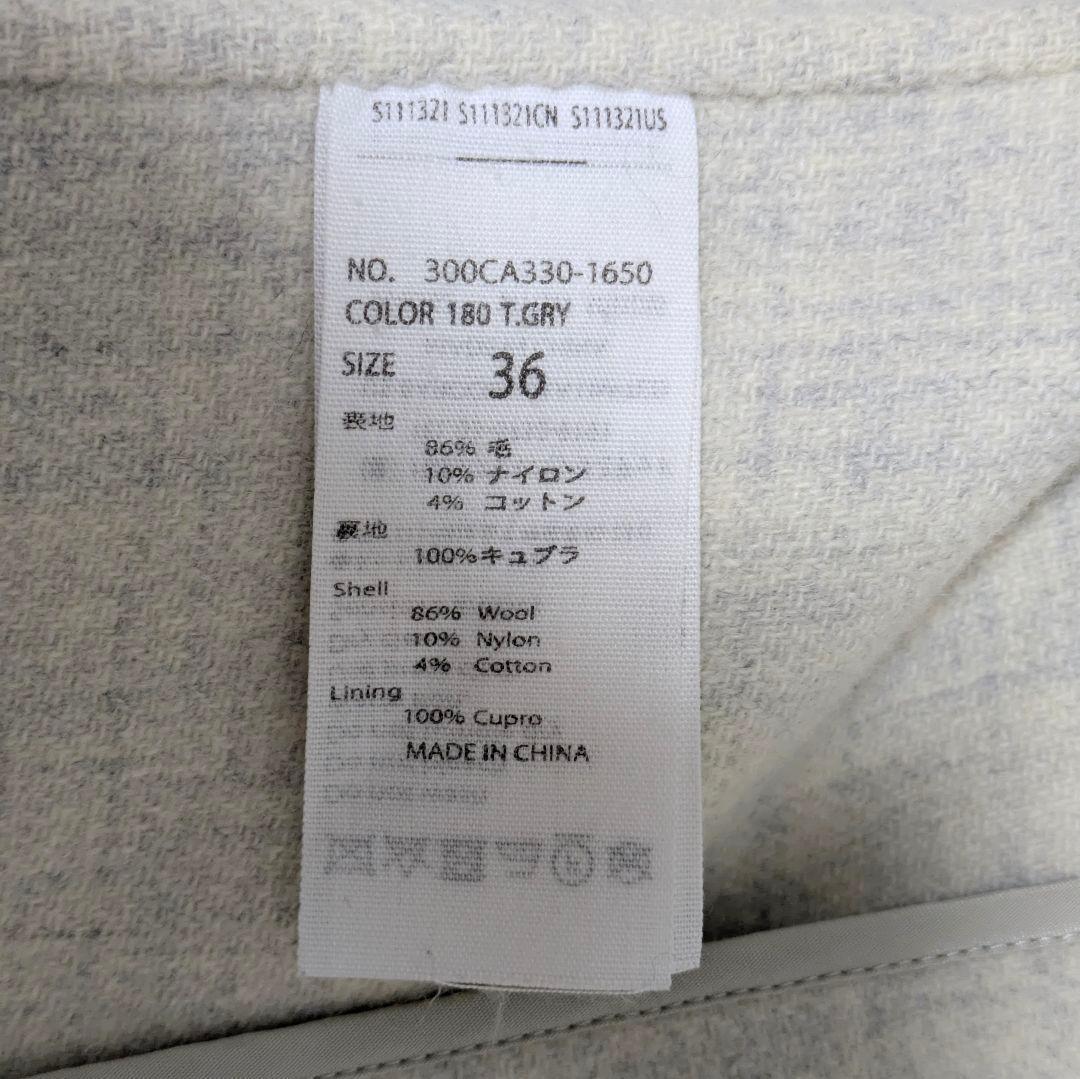 S111321 S111321CN S111321US
NO. 300CA330-1650
COLOR 180 T.GRY
SIZE 36
表地
86% 毛
10% ナイロン
4% コットン
裏地
100%キュプラ
Shell
86% Wool
10% Nylon
4% Cotton
Lining
100% Cupro
MADE IN CHINA